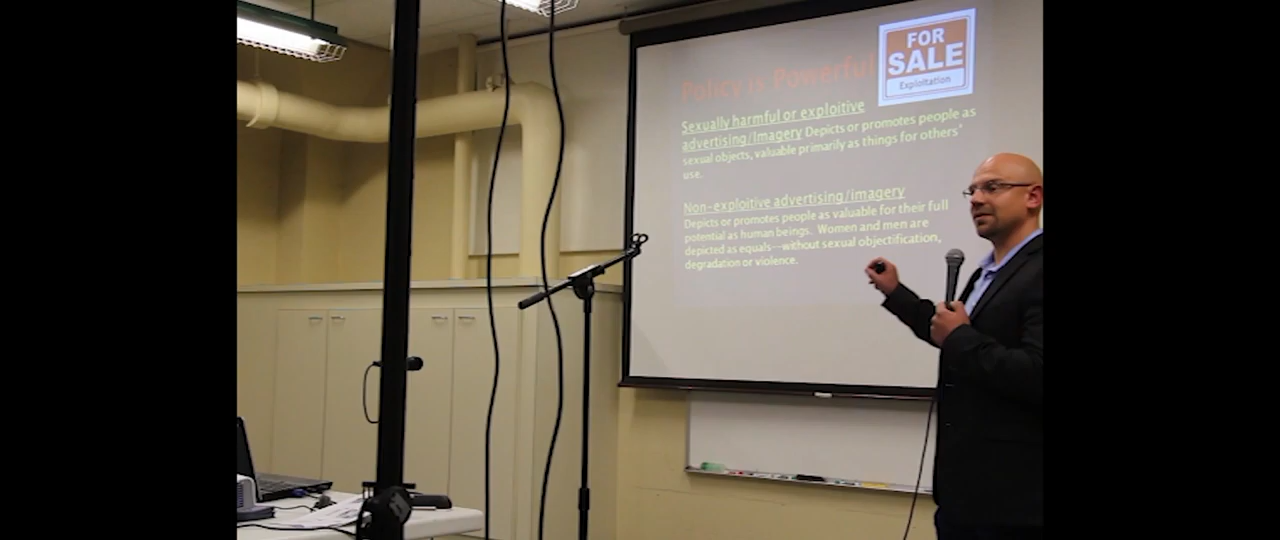 FOR
SALE
Exploitation
Policy is Powerful
Sexually harmful or exploitive
advertising/Imagery Depicts or promotes people as
sexual objects, valuable primarily as things for others'
use.
Non-exploitive advertising/imagery
Depicts or promotes people as valuable for their full
potential as human beings. Women and men are
depicted as equals---without sexual objectification,
degradation or violence.